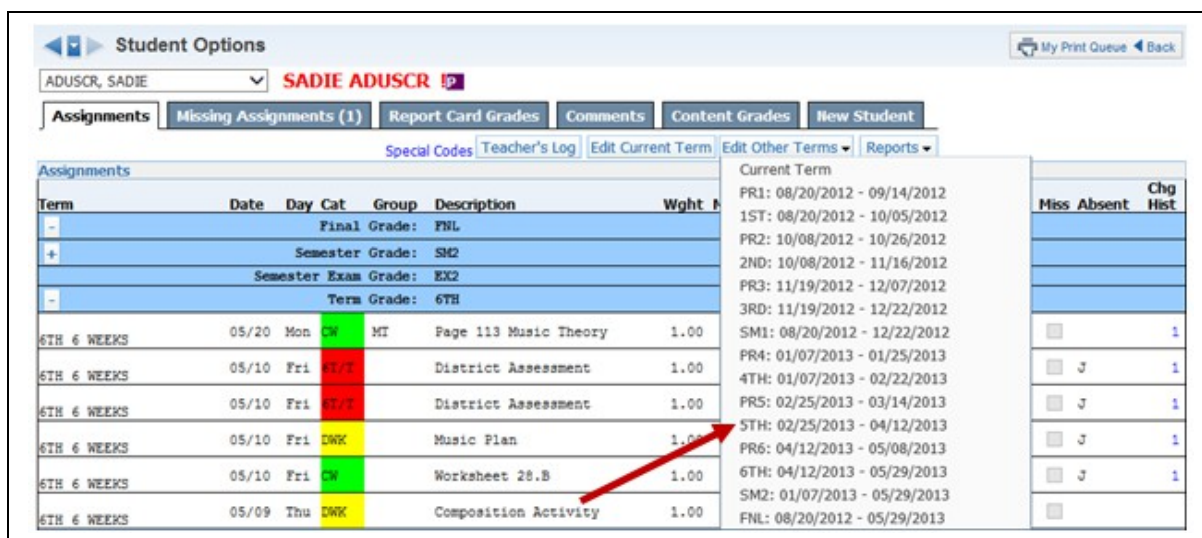 Student Options
My Print Queue Back
ADUSCR, SADIE SADIE ADUSCR !P
Assignments Missing Assignments (1) Report Card Grades Comments Content Grades New Student
Special Codes Teacher's Log Edit Current Term Edit Other Terms Reports
Assignments
Term Date Day Cat Group Description Wght Miss Absent Chg Hist
- Final Grade: FNL
+ Semester Grade: SM2
Semester Exam Grade: EX2
- Term Grade: 6TH
6TH 6 WEEKS 05/20 Mon CW MT Page 113 Music Theory 1.00 1
6TH 6 WEEKS 05/10 Fri 6T/T District Assessment 1.00 J 1
6TH 6 WEEKS 05/10 Fri 6T/T District Assessment 1.00 J 1
6TH 6 WEEKS 05/10 Fri DWK Music Plan 1.00 J 1
6TH 6 WEEKS 05/10 Fri CW Worksheet 28.B 1.00 J 1
6TH 6 WEEKS 05/09 Thu DWK Composition Activity 1.00
Current Term
PR1: 08/20/2012 - 09/14/2012
1ST: 08/20/2012 - 10/05/2012
PR2: 10/08/2012 - 10/26/2012
2ND: 10/08/2012 - 11/16/2012
PR3: 11/19/2012 - 12/07/2012
3RD: 11/19/2012 - 12/22/2012
SM1: 08/20/2012 - 12/22/2012
PR4: 01/07/2013 - 01/25/2013
4TH: 01/07/2013 - 02/22/2013
PR5: 02/25/2013 - 03/14/2013
5TH: 02/25/2013 - 04/12/2013
PR6: 04/12/2013 - 05/08/2013
6TH: 04/12/2013 - 05/29/2013
SM2: 01/07/2013 - 05/29/2013
FNL: 08/20/2012 - 05/29/2013